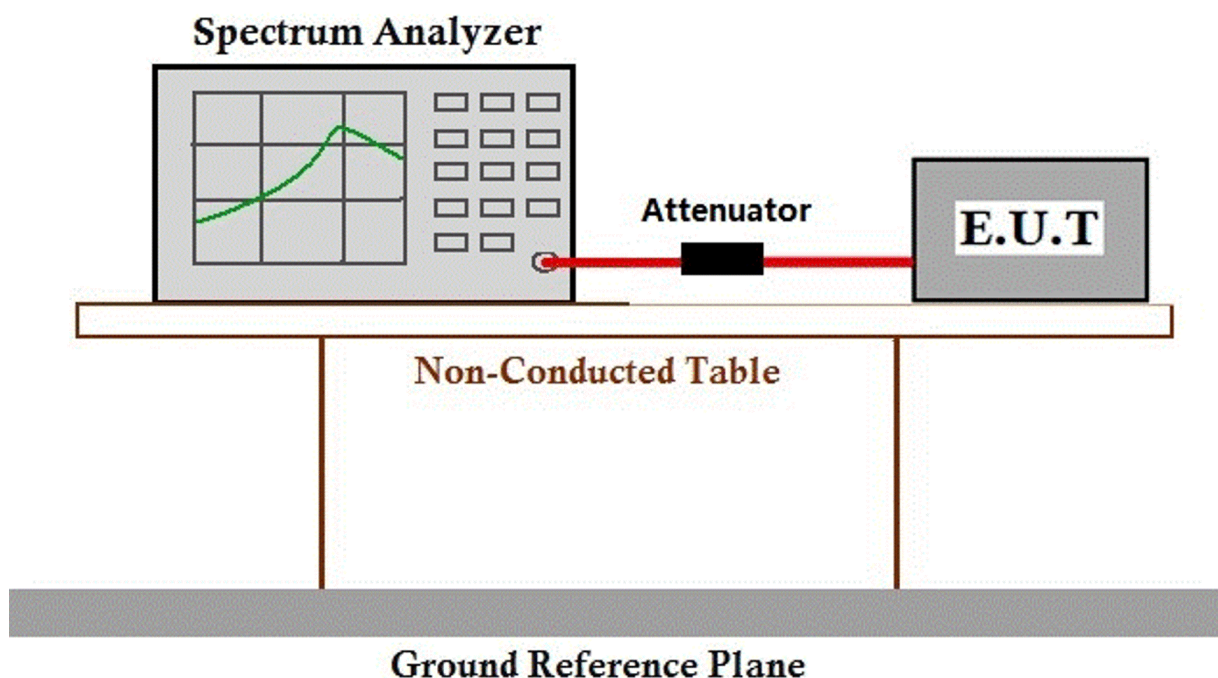 Spectrum Analyzer
Attenuator
E.U.T
Non-Conducted Table
Ground Reference Plane